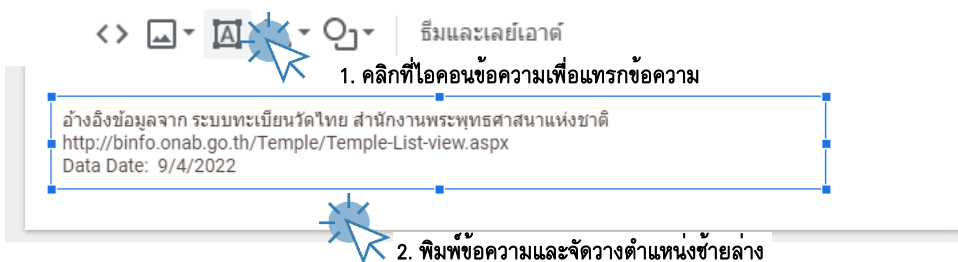 ธีมและเลย์เอาต์
1. คลิกที่ไอคอนข้อความเพื่อแทรกข้อความ
อ้างอิงข้อมูลจาก ระบบทะเบียนวัดไทย สำนักงานพระพุทธศาสนาแห่งชาติ
http://binfo.onab.go.th/Temple/Temple-List-view.aspx
Data Date: 9/4/2022
2. พิมพ์ข้อความและจัดวางตำแหน่งซ้ายล่าง